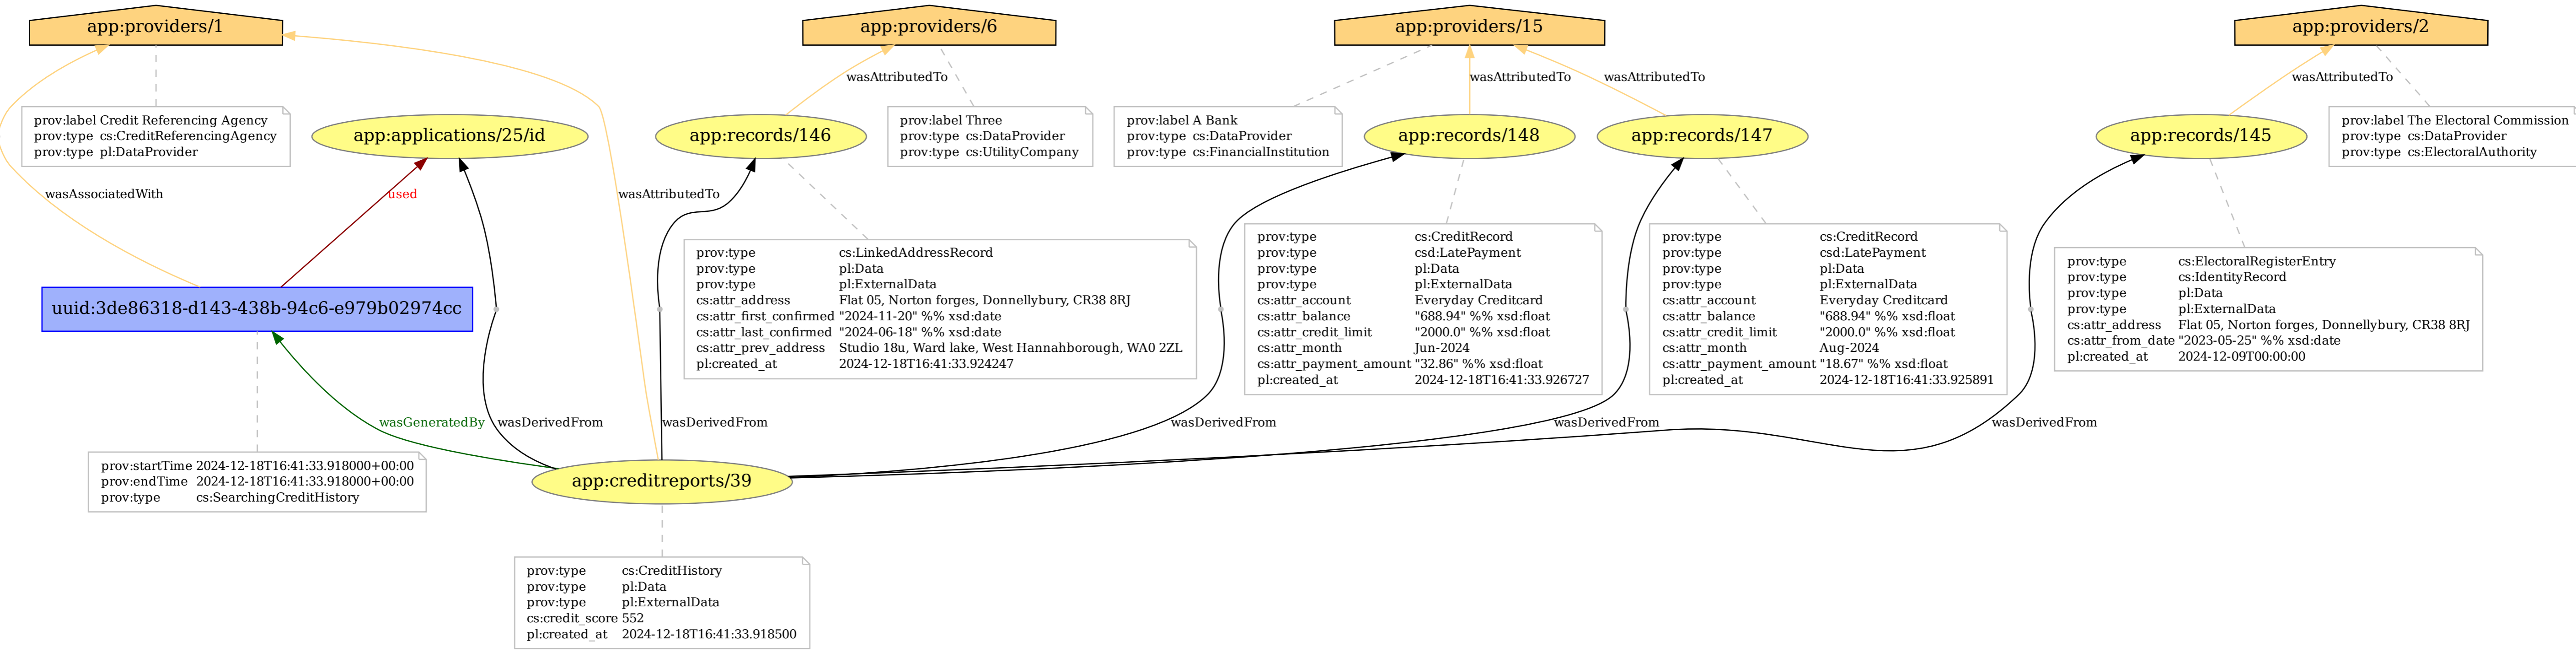 app:providers/1
app:providers/6
app:providers/15
app:providers/2
wasAttributedTo
wasAttributedTo
wasAttributedTo
wasAttributedTo
prov:label Credit Referencing Agency
prov:type cs:CreditReferencingAgency
prov:type pl:DataProvider
app:applications/25/id
app:records/146
prov:label Three
prov:type cs:DataProvider
prov:type cs:UtilityCompany
prov:label A Bank
prov:type cs:DataProvider
prov:type cs:FinancialInstitution
app:records/148
app:records/147
app:records/145
prov:label The Electoral Commission
prov:type cs:DataProvider
prov:type cs:ElectoralAuthority
wasAssociatedWith
used
wasAttributedTo
uuid:3de86318-d143-438b-94c6-e979b02974cc
prov:type cs:LinkedAddressRecord
prov:type pl:Data
prov:type pl:ExternalData
cs:attr_address Flat 05, Norton forges, Donnellybury, CR38 8RJ
cs:attr_first_confirmed "2024-11-20" %% xsd:date
cs:attr_last_confirmed "2024-06-18" %% xsd:date
cs:attr_prev_address Studio 18u, Ward lake, West Hannahborough, WA0 2ZL
pl:created_at 2024-12-18T16:41:33.924247
prov:type cs:CreditRecord
prov:type csd:LatePayment
prov:type pl:Data
prov:type pl:ExternalData
cs:attr_account Everyday Creditcard
cs:attr_balance "688.94" %% xsd:float
cs:attr_credit_limit "2000.0" %% xsd:float
cs:attr_month Jun-2024
cs:attr_payment_amount "32.86" %% xsd:float
pl:created_at 2024-12-18T16:41:33.926727
prov:type cs:CreditRecord
prov:type csd:LatePayment
prov:type pl:Data
prov:type pl:ExternalData
cs:attr_account Everyday Creditcard
cs:attr_balance "688.94" %% xsd:float
cs:attr_credit_limit "2000.0" %% xsd:float
cs:attr_month Aug-2024
cs:attr_payment_amount "18.67" %% xsd:float
pl:created_at 2024-12-18T16:41:33.925891
prov:type cs:ElectoralRegisterEntry
prov:type cs:IdentityRecord
prov:type pl:Data
prov:type pl:ExternalData
cs:attr_address Flat 05, Norton forges, Donnellybury, CR38 8RJ
cs:attr_from_date "2023-05-25" %% xsd:date
pl:created_at 2024-12-09T00:00:00
wasGeneratedBy
wasDerivedFrom
wasDerivedFrom
wasDerivedFrom
wasDerivedFrom
wasDerivedFrom
prov:startTime 2024-12-18T16:41:33.918000+00:00
prov:endTime 2024-12-18T16:41:33.918000+00:00
prov:type cs:SearchingCreditHistory
app:creditreports/39
prov:type cs:CreditHistory
prov:type pl:Data
prov:type pl:ExternalData
cs:credit_score 552
pl:created_at 2024-12-18T16:41:33.918500